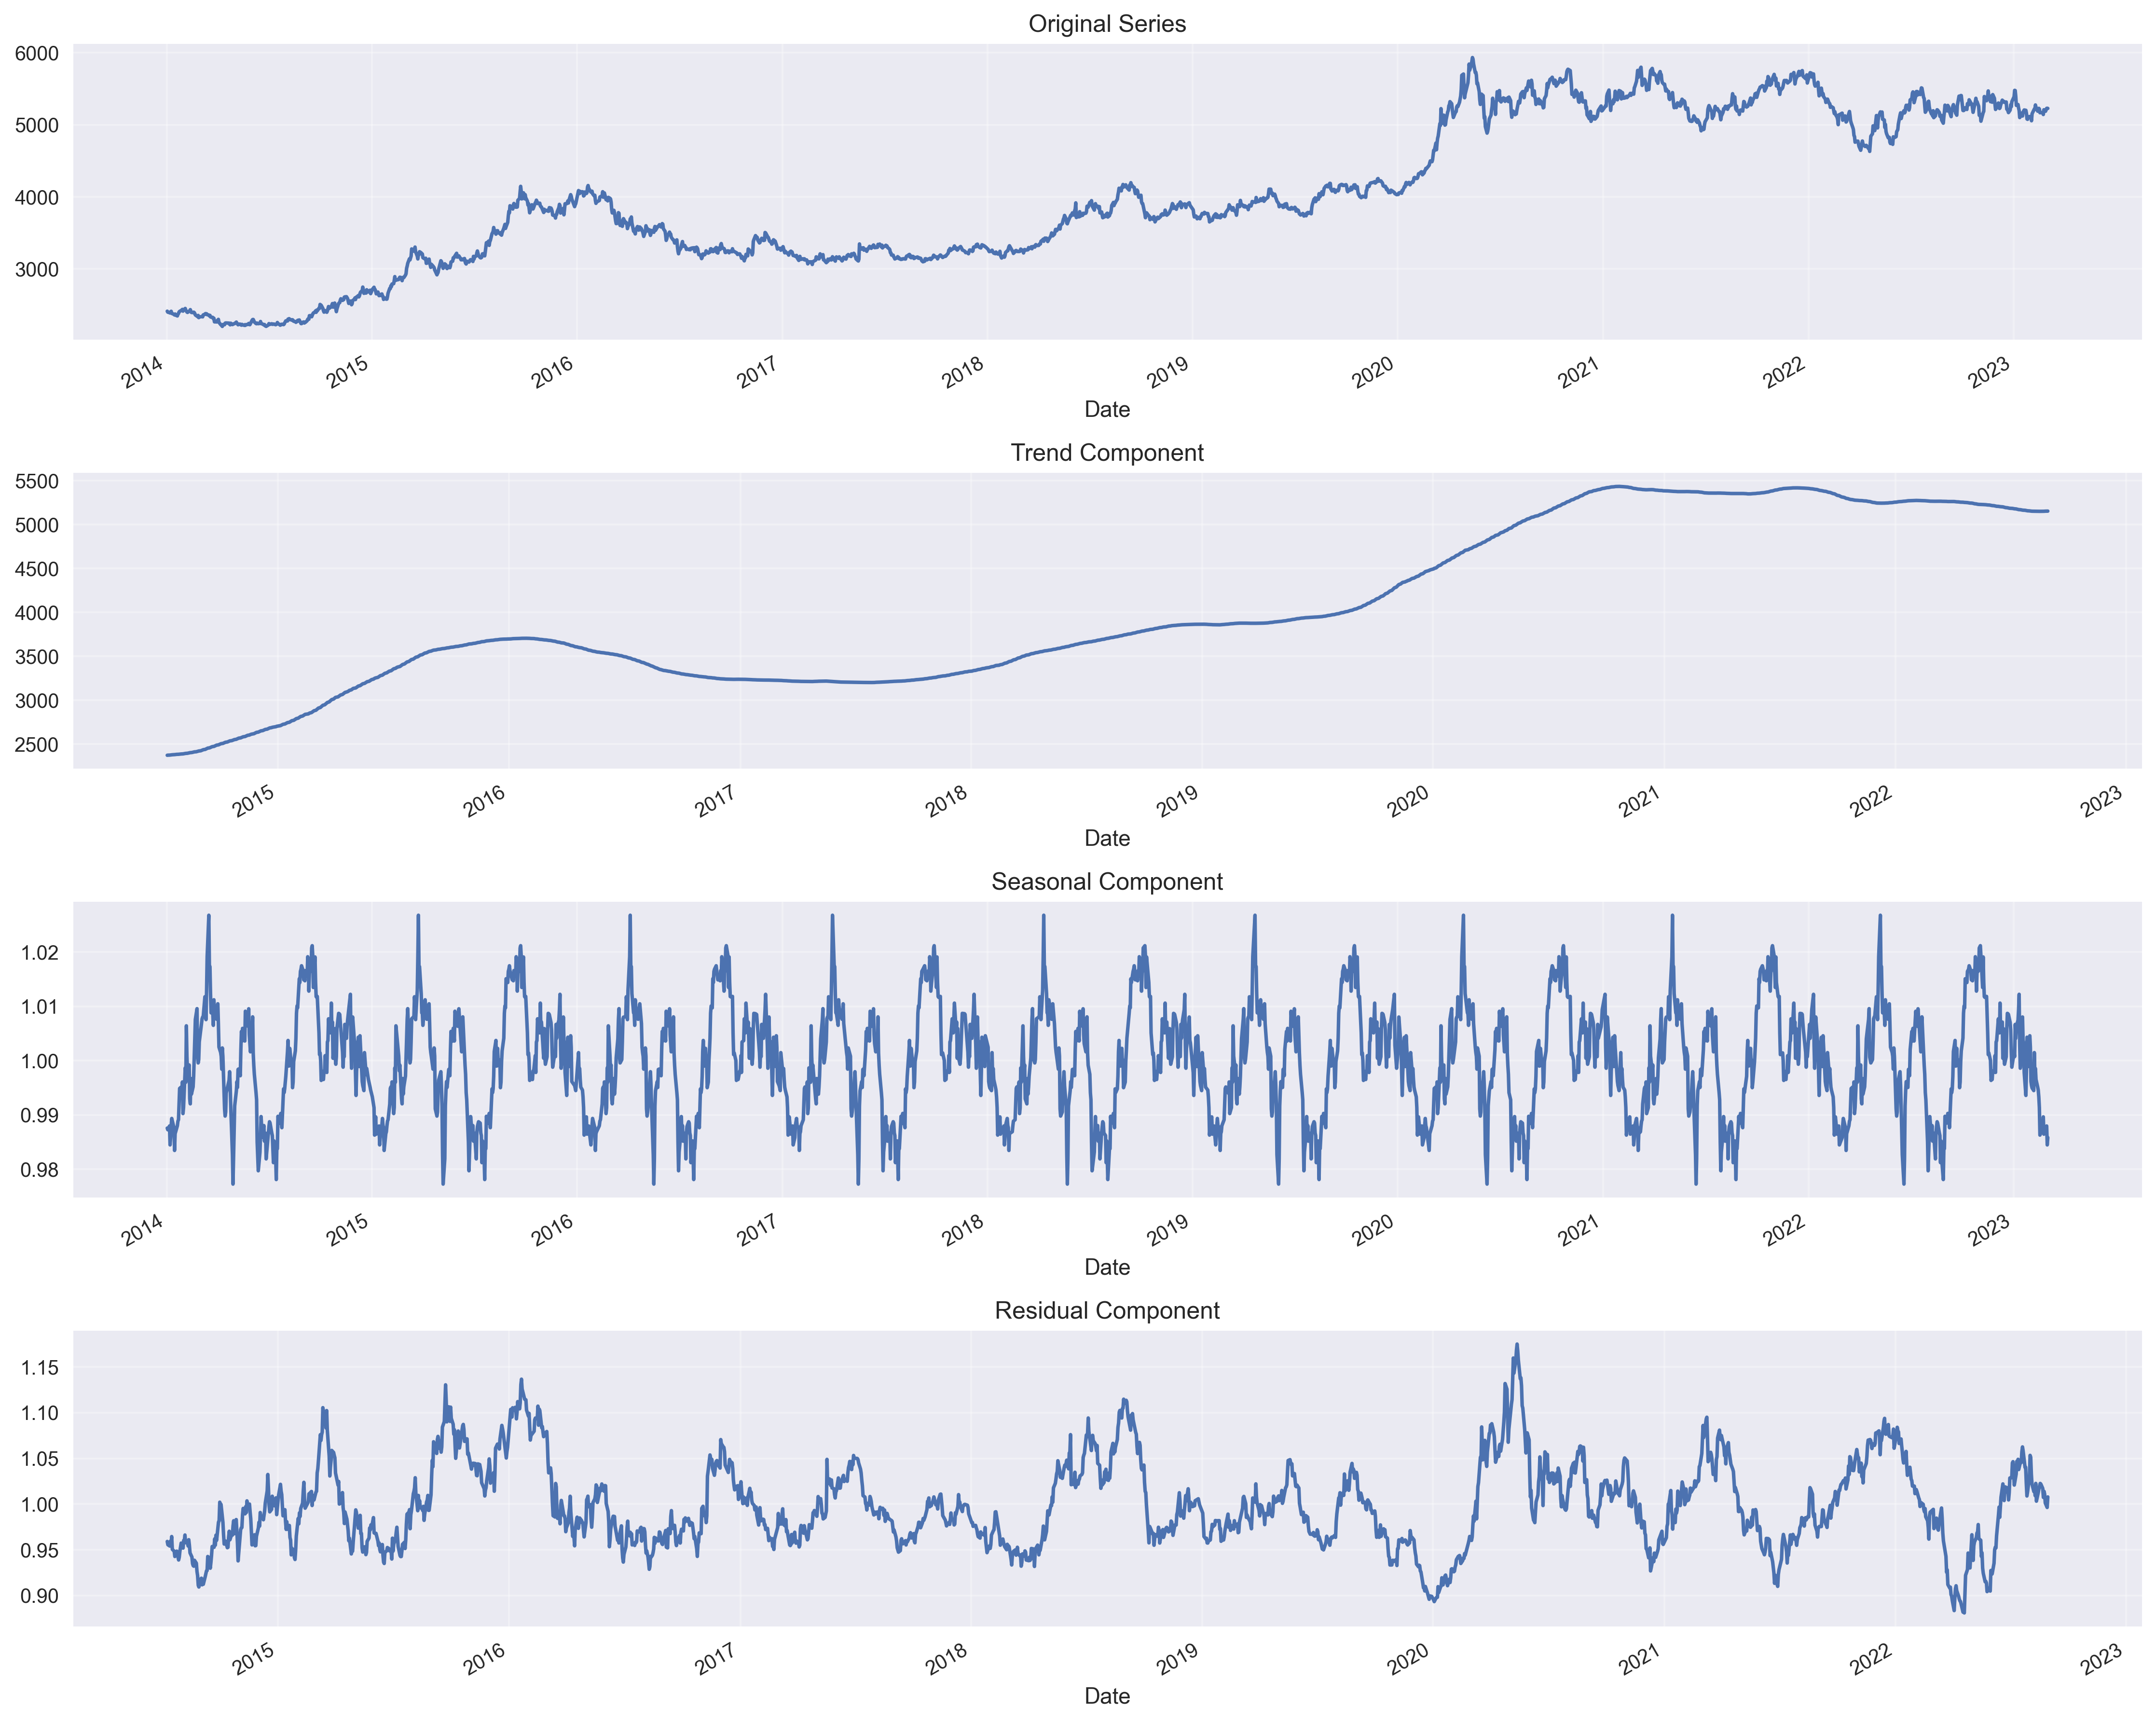 Original Series
6000
5000
4000
3000
2014 2015 2016 2017 2018 2019 2020 2021 2022 2023
Date
Trend Component
5500
5000
4500
4000
3500
3000
2500
2015 2016 2017 2018 2019 2020 2021 2022 2023
Date
Seasonal Component
1.02
1.01
1.00
0.99
0.98
2014 2015 2016 2017 2018 2019 2020 2021 2022 2023
Date
Residual Component
1.15
1.10
1.05
1.00
0.95
0.90
2015 2016 2017 2018 2019 2020 2021 2022 2023
Date